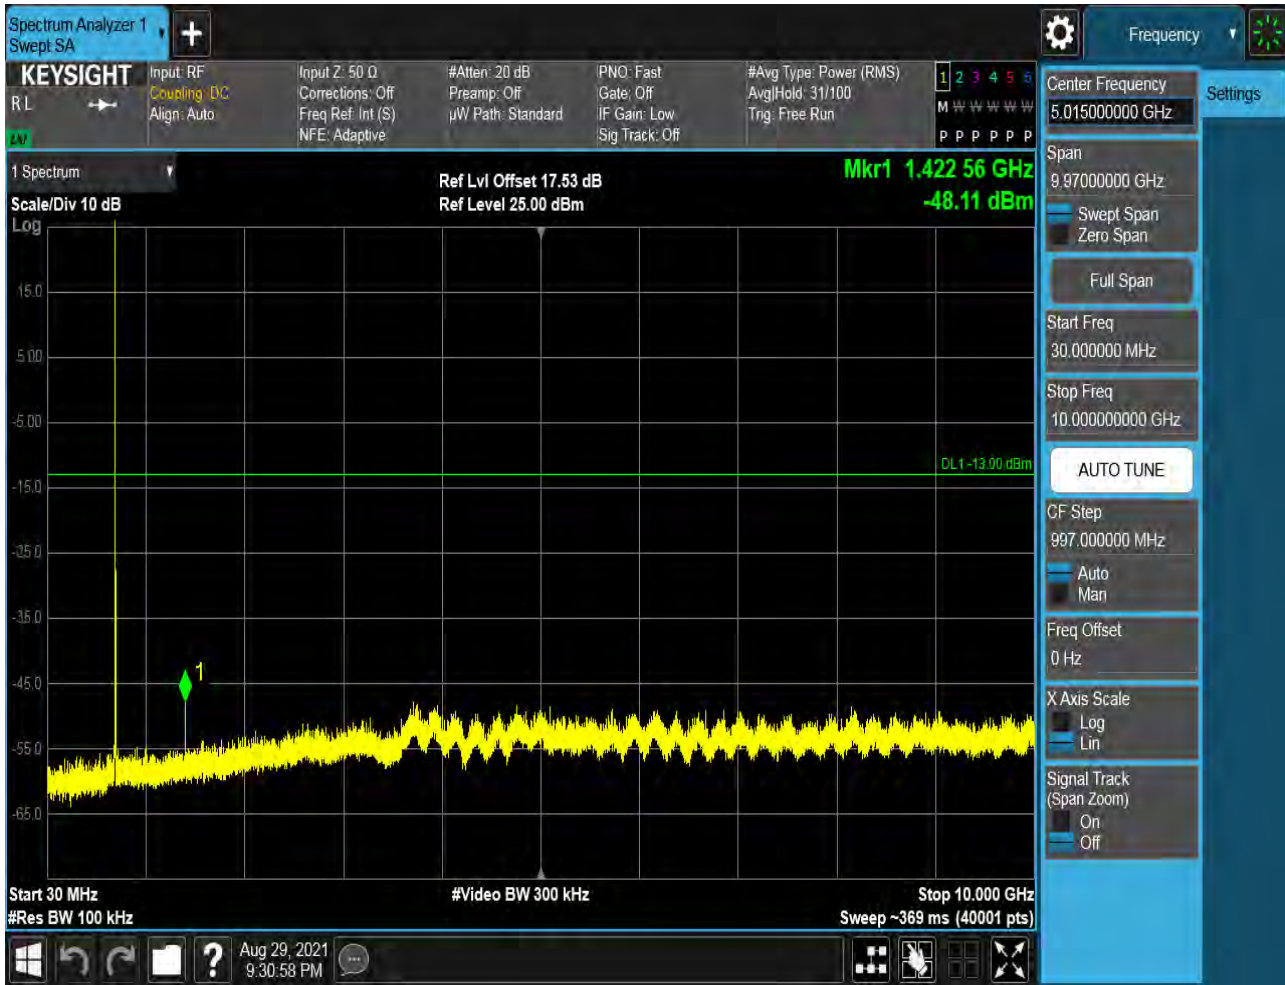 Spectrum Analyzer 1
Swept SA
Frequency
KEYSIGHT
R L
Input: RF
Coupling: DC
Align: Auto
Input Z: 50 Ω
Corrections: Off
Freq Ref: Int (S)
NFE: Adaptive
#Atten: 20 dB
Preamp: Off
µW Path: Standard
PNO: Fast
Gate: Off
IF Gain: Low
Sig Track: Off
#Avg Type: Power (RMS)
Avg|Hold: 31/100
Trig: Free Run
1 2 3 4 5 6
M W W W W W
P P P P P P
1 Spectrum
Scale/Div 10 dB
Log
Ref Lvl Offset 17.53 dB
Ref Level 25.00 dBm
Mkr1 1.422 56 GHz
-48.11 dBm
15.0
5.00
-5.00
-15.0
-25.0
-35.0
-45.0
-55.0
-65.0
DL1 -13.00 dBm
1
Start 30 MHz
#Res BW 100 kHz
#Video BW 300 kHz
Stop 10.000 GHz
Sweep ~369 ms (40001 pts)
Aug 29, 2021
9:30:58 PM
Center Frequency
5.015000000 GHz
Settings
Span
9.97000000 GHz
Swept Span
Zero Span
Full Span
Start Freq
30.000000 MHz
Stop Freq
10.000000000 GHz
AUTO TUNE
CF Step
997.000000 MHz
Auto
Man
Freq Offset
0 Hz
X Axis Scale
Log
Lin
Signal Track
(Span Zoom)
On
Off